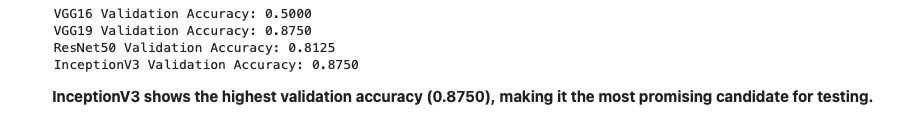 VGG16 Validation Accuracy: 0.5000
VGG19 Validation Accuracy: 0.8750
ResNet50 Validation Accuracy: 0.8125
InceptionV3 Validation Accuracy: 0.8750
InceptionV3 shows the highest validation accuracy (0.8750), making it the most promising candidate for testing.